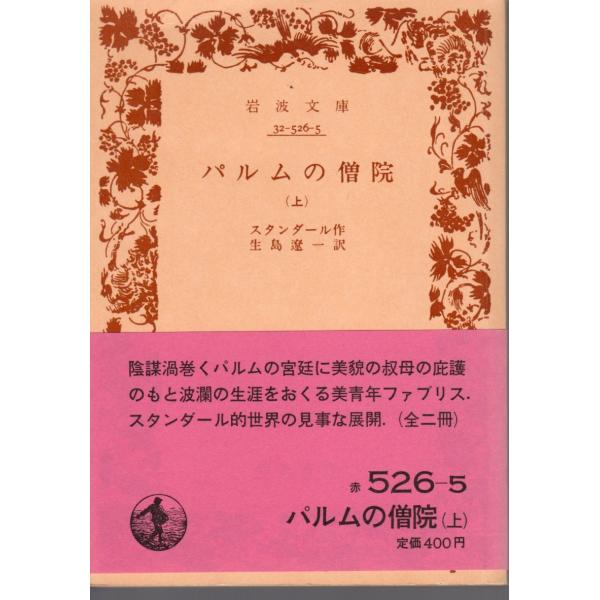 岩波文庫
32-526-5
パルムの僧院
(上)
スタンダール作
生島遼一訳
陰謀渦巻くパルムの宮廷に美貌の叔母の庇護
のもと波瀾の生涯をおくる美青年ファブリス.
スタンダール的世界の見事な展開.(全二冊)
赤 526-5
パルムの僧院(上)
定価400円